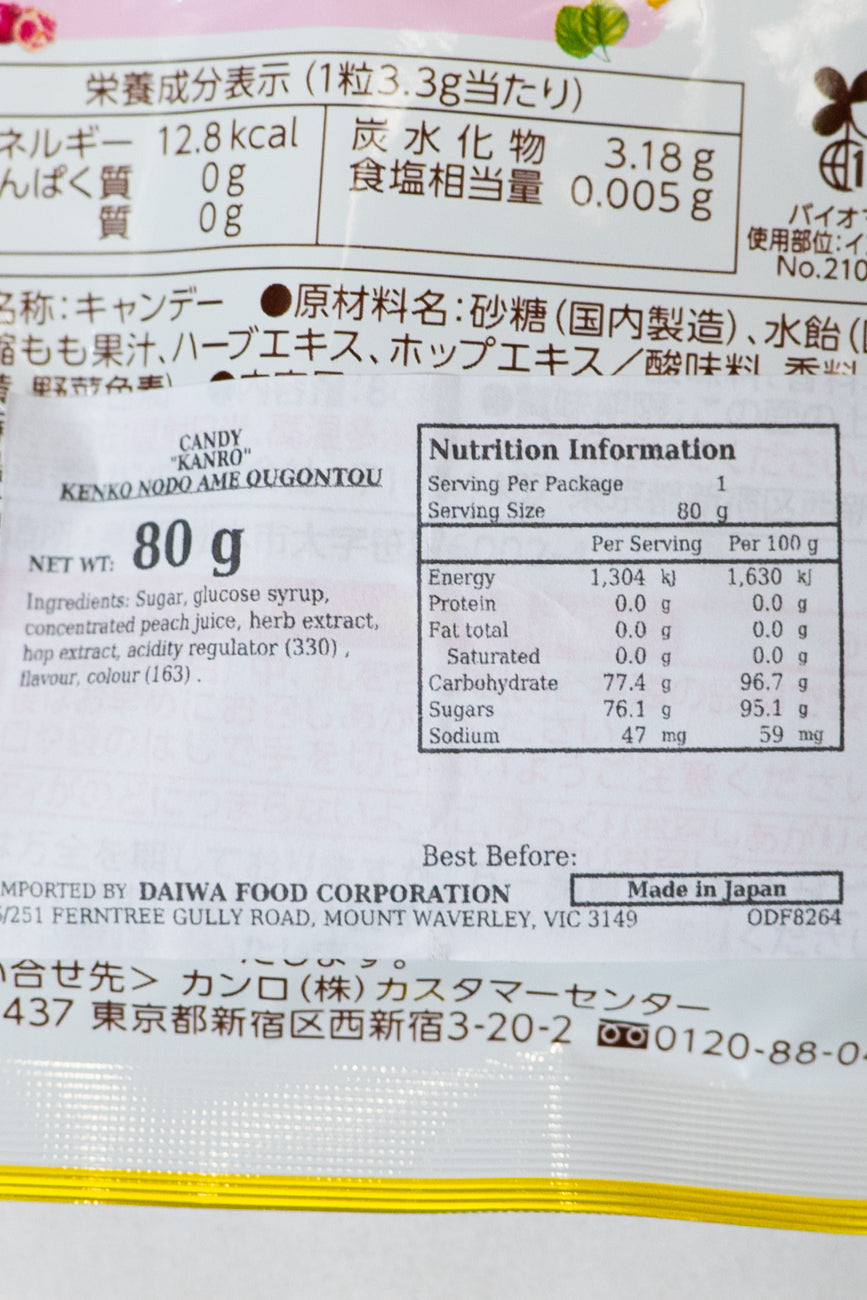 栄養成分表示 (1粒3.3g当たり)
ネルギー 12.8 kcal 炭水化物 3.18 g
んぱく質 0g 食塩相当量 0.005 g
質 0g
バイオマ
使用部位:イ
No.210
名称:キャンデー ●原材料名:砂糖(国内製造)、水飴(国
縮もも果汁、ハーブエキス、ホップエキス/酸味料、香料
野菜色素)
CANDY
"KANRO"
KENKO NODO AME OUGONTOU
NET WT: 80 g
Ingredients: Sugar, glucose syrup,
concentrated peach juice, herb extract,
hop extract, acidity regulator (330) ,
flavour, colour (163) .
Nutrition Information
Serving Per Package 1
Serving Size 80 g
Per Serving Per 100 g
Energy 1,304 kJ 1,630 kJ
Protein 0.0 g 0.0 g
Fat total 0.0 g 0.0 g
Saturated 0.0 g 0.0 g
Carbohydrate 77.4 g 96.7 g
Sugars 76.1 g 95.1 g
Sodium 47 mg 59 mg
Best Before:
MPORTED BY DAIWA FOOD CORPORATION
Made in Japan
/251 FERNTREE GULLY ROAD, MOUNT WAVERLEY, VIC 3149 ODF8264
合せ先> カンロ(株)カスタマーセンター
437 東京都新宿区西新宿3-20-2 0120-88-0